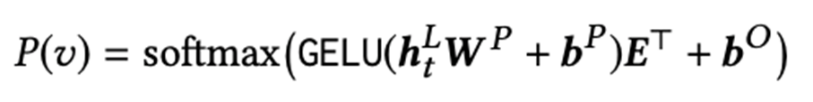 P(v) = softmax(GELU(h_t^L W^P + b^P)E^⊤ + b^O)